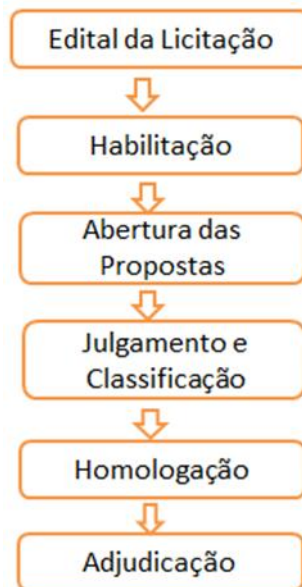 Edital da Licitação
Habilitação
Abertura das
Propostas
Julgamento e
Classificação
Homologação
Adjudicação